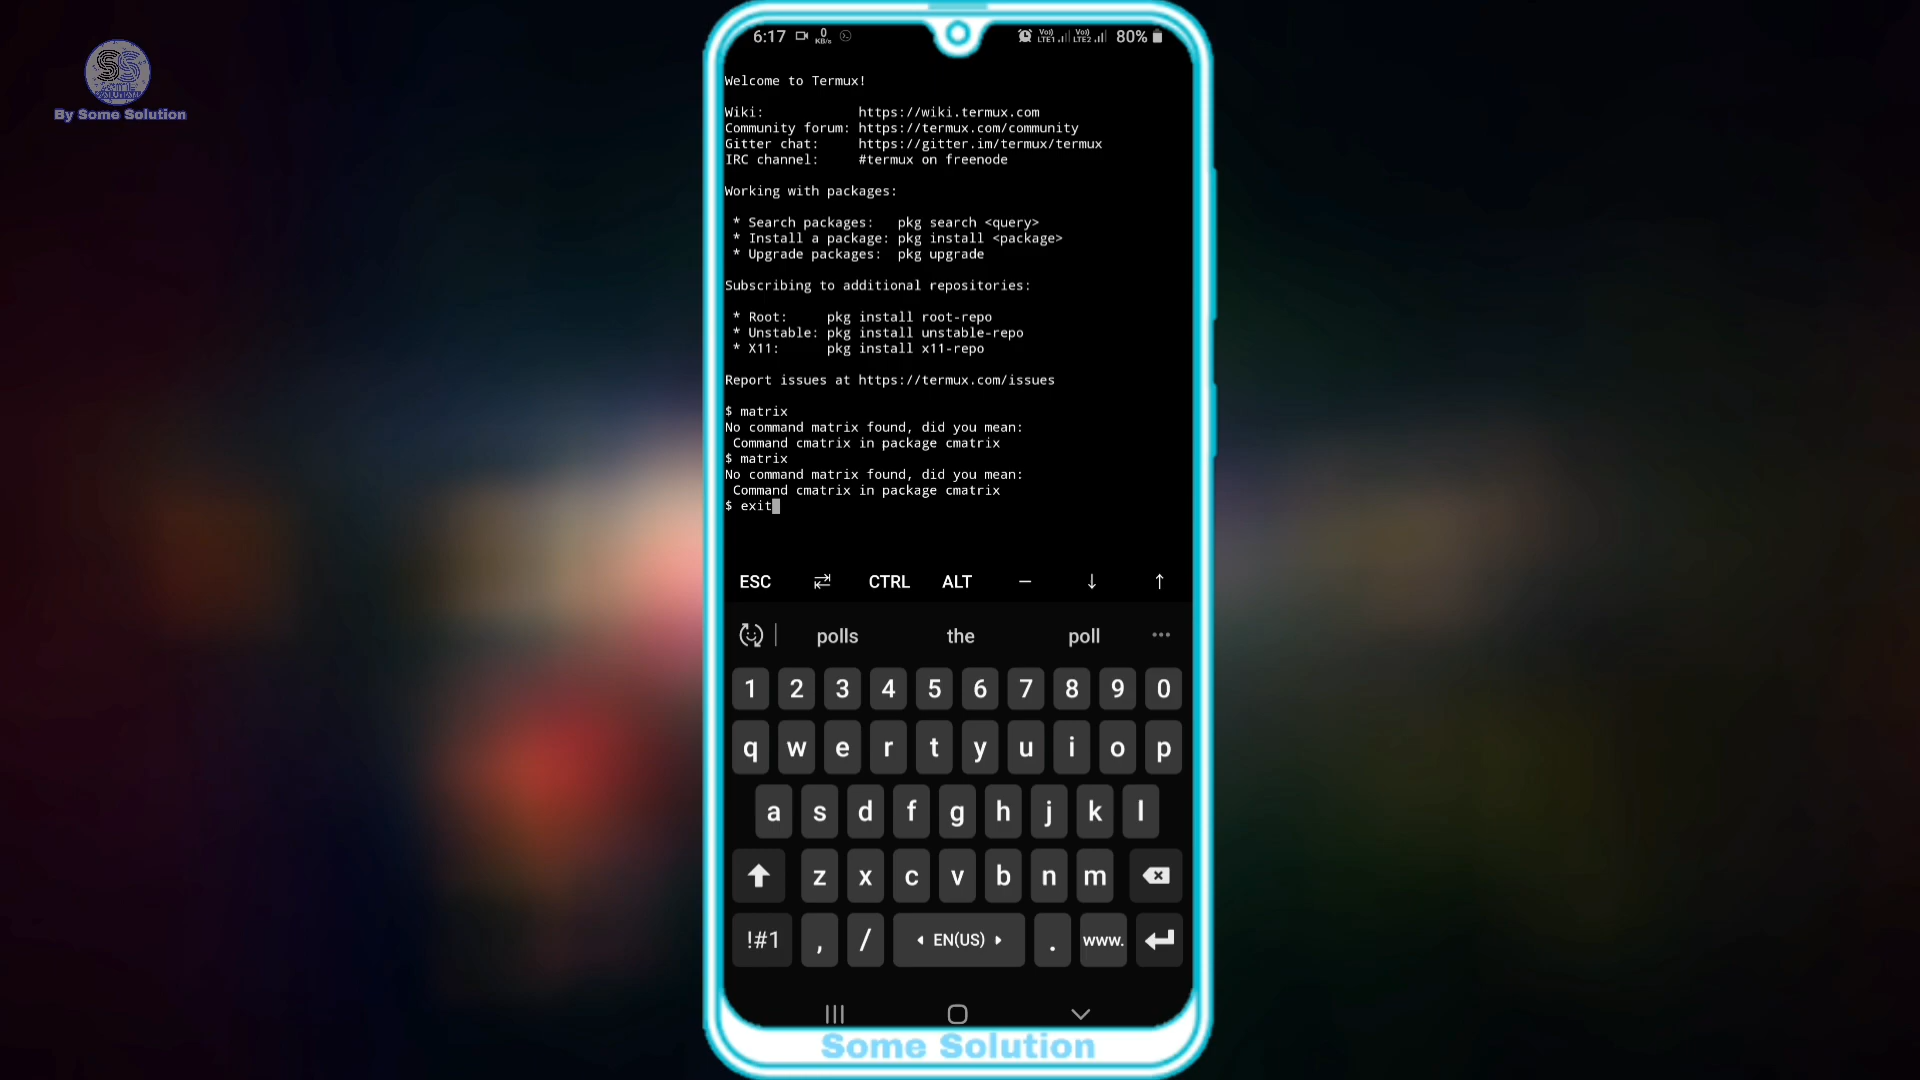 By Some Solution
6:17 0 KB/s Vo) LTE1 Vo) LTE2 80%
Welcome to Termux!
Wiki: https://wiki.termux.com
Community forum: https://termux.com/community
Gitter chat: https://gitter.im/termux/termux
IRC channel: #termux on freenode
Working with packages:
* Search packages: pkg search <query>
* Install a package: pkg install <package>
* Upgrade packages: pkg upgrade
Subscribing to additional repositories:
* Root: pkg install root-repo
* Unstable: pkg install unstable-repo
* X11: pkg install x11-repo
Report issues at https://termux.com/issues
$ matrix
No command matrix found, did you mean:
Command cmatrix in package cmatrix
$ matrix
No command matrix found, did you mean:
Command cmatrix in package cmatrix
$ exit
ESC ⇄ CTRL ALT — ↓ ↑
polls the poll ...
1 2 3 4 5 6 7 8 9 0
q w e r t y u i o p
a s d f g h j k l
z x c v b n m
!#1 , / EN(US) . www.
Some Solution